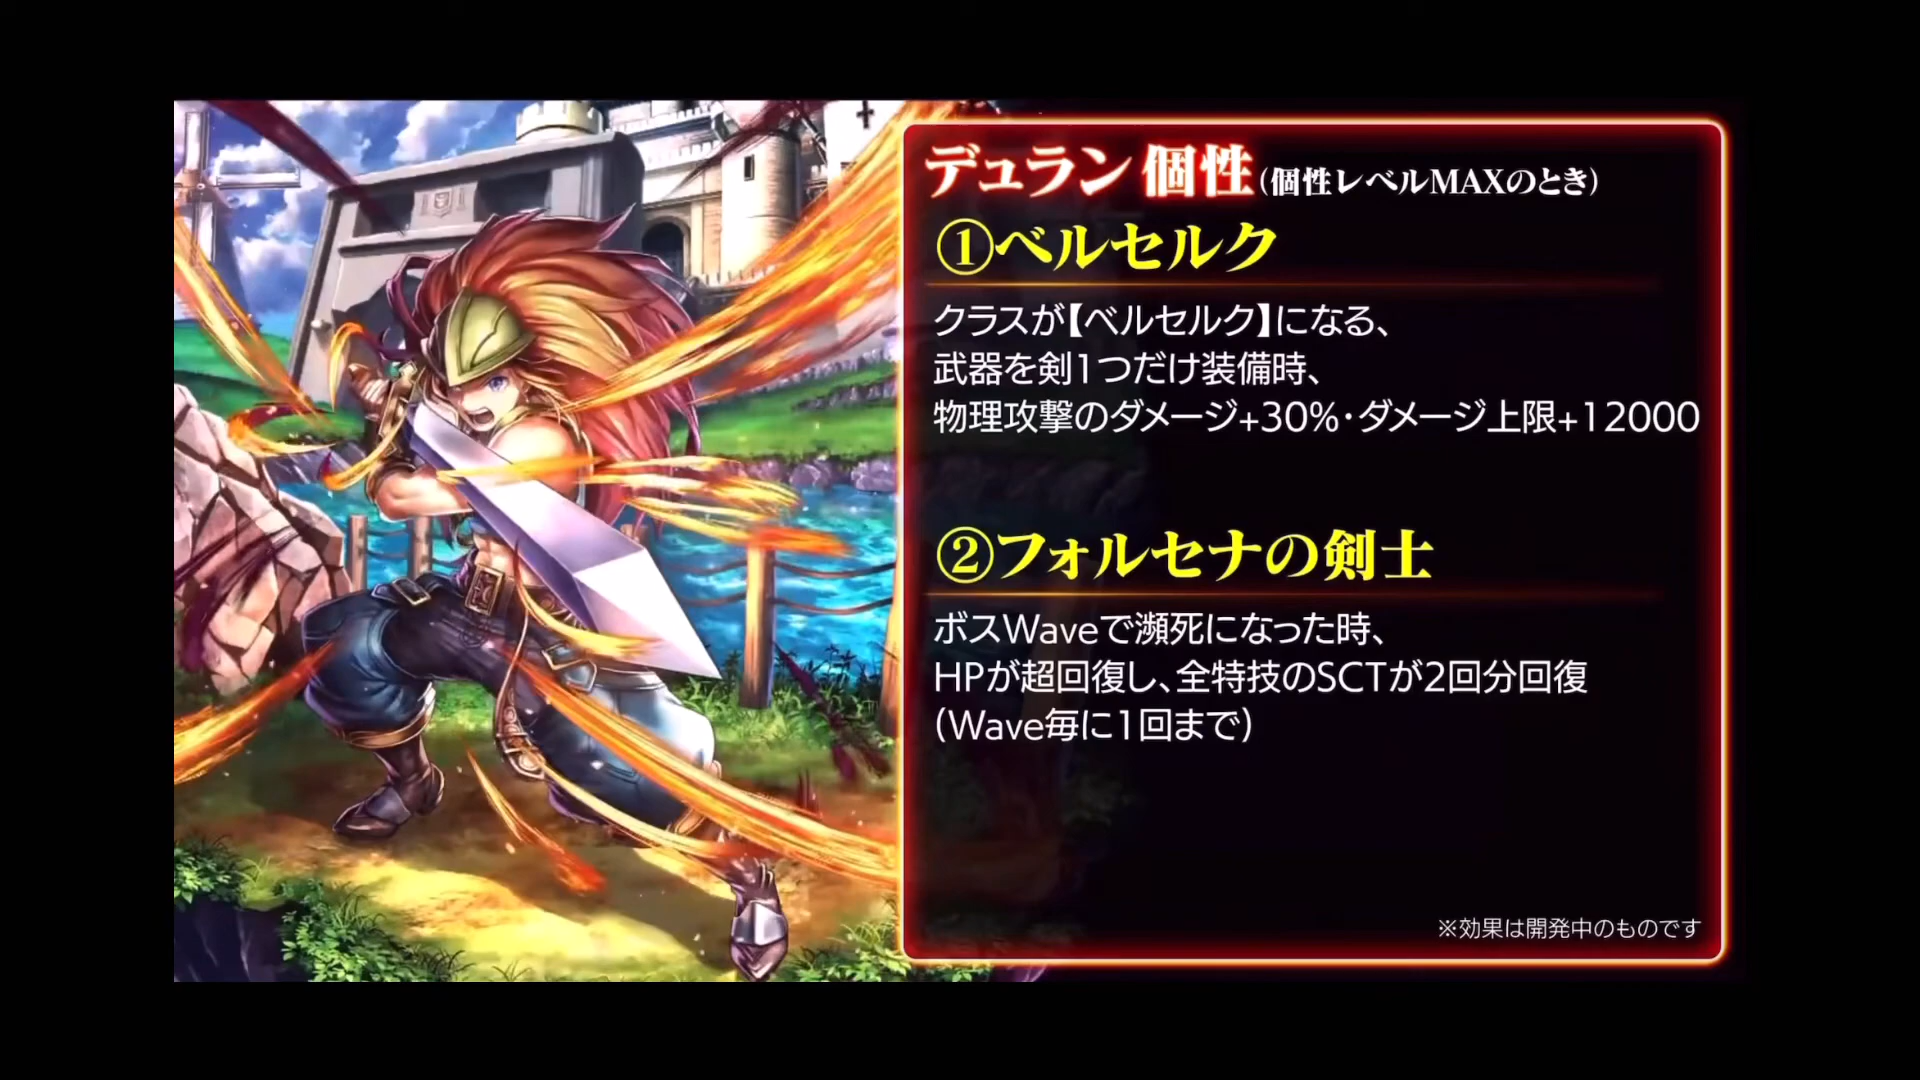 デュラン 個性(個性レベルMAXのとき)
①ベルセルク
クラスが【ベルセルク】になる、
武器を剣1つだけ装備時、
物理攻撃のダメージ+30%・ダメージ上限+12000
②フォルセナの剣士
ボスWaveで瀕死になった時、
HPが超回復し、全特技のSCTが2回分回復
(Wave毎に1回まで)
※効果は開発中のものです